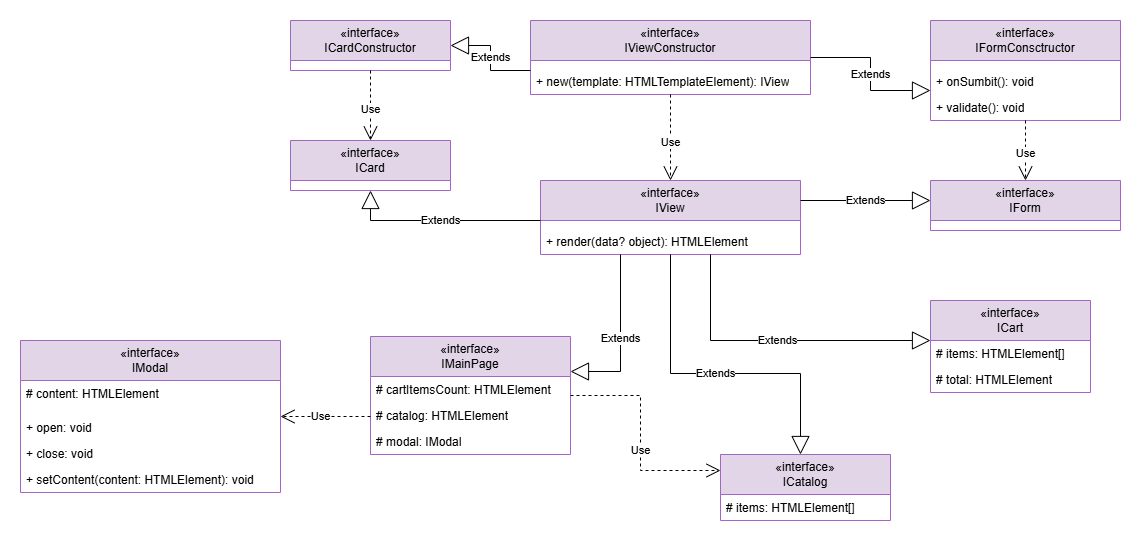 «interface»
ICardConstructor
«interface»
IViewConstructor
+ new(template: HTMLTemplateElement): IView
«interface»
IFormConsctructor
+ onSumbit(): void
+ validate(): void
Extends
Extends
Use
Use
Use
«interface»
ICard
«interface»
IView
+ render(data? object): HTMLElement
«interface»
IForm
Extends
Extends
«interface»
ICart
# items: HTMLElement[]
# total: HTMLElement
Extends
Extends
Extends
«interface»
IModal
# content: HTMLElement
+ open: void
+ close: void
+ setContent(content: HTMLElement): void
Use
«interface»
IMainPage
# cartItemsCount: HTMLElement
# catalog: HTMLElement
# modal: IModal
Use
«interface»
ICatalog
# items: HTMLElement[]